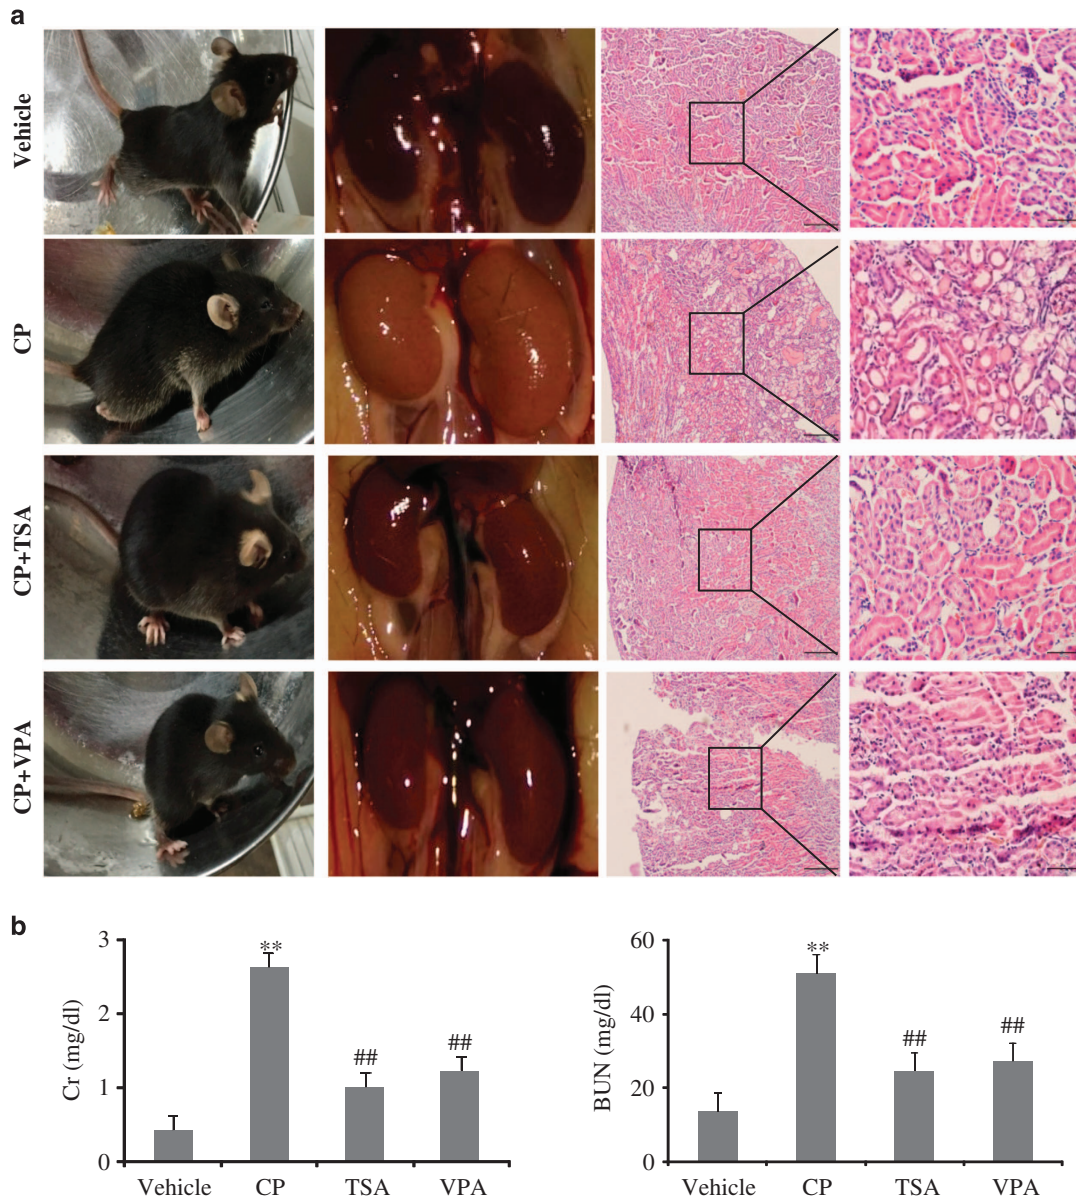 a
Vehicle
CP
CP+TSA
CP+VPA
b
Cr (mg/dl)
3
2
1
0
**
##
##
Vehicle CP TSA VPA
BUN (mg/dl)
60
40
20
0
**
##
##
Vehicle CP TSA VPA